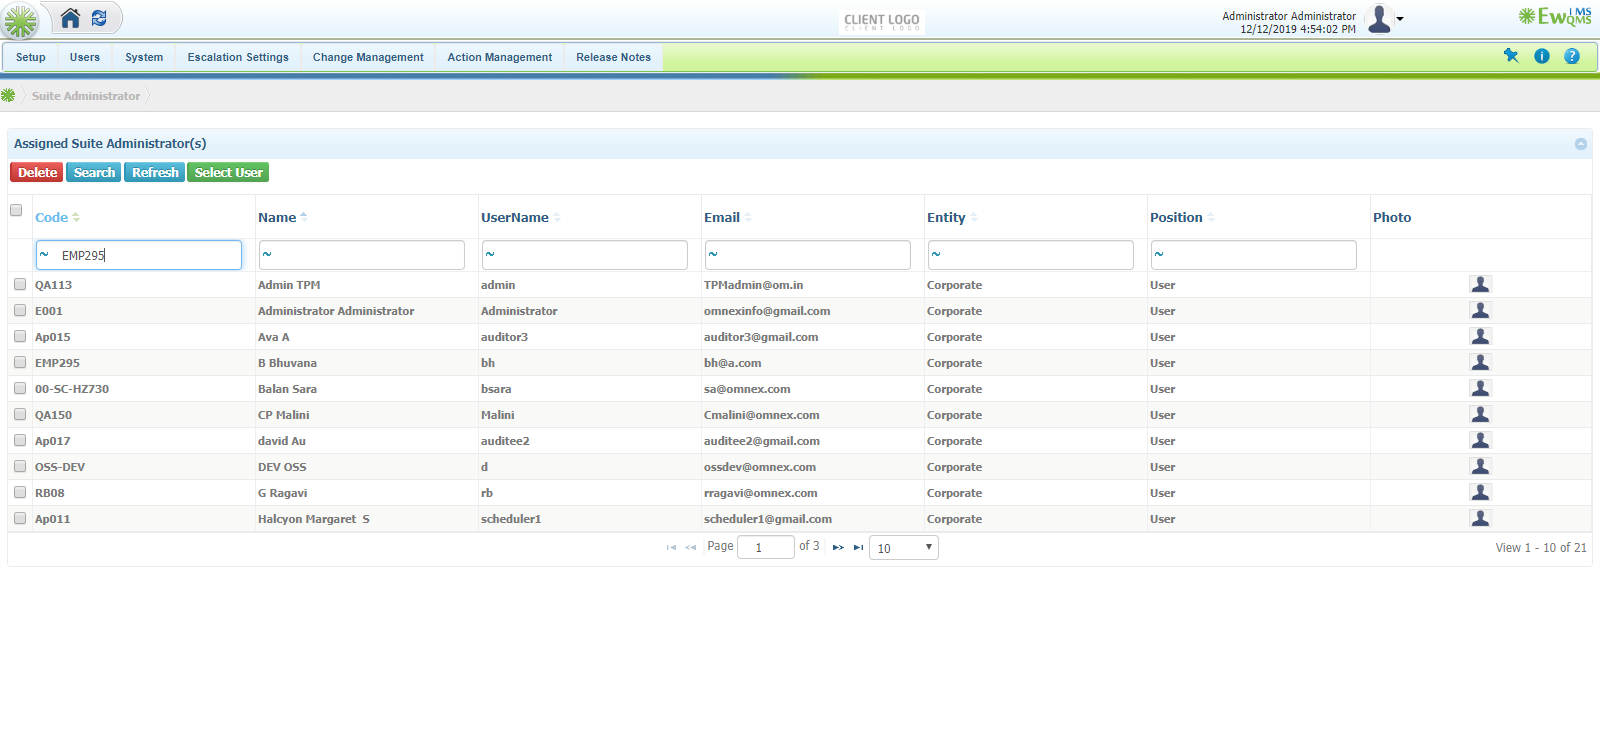 CLIENT LOGO
CLIENT LOGO
Administrator Administrator
12/12/2019 4:54:02 PM
EwIMS
QMS
Setup Users System Escalation Settings Change Management Action Management Release Notes
Suite Administrator
Assigned Suite Administrator(s)
Delete Search Refresh Select User
Code Name UserName Email Entity Position Photo
~ EMP295 ~ ~ ~ ~ ~
QA113 Admin TPM admin TPMadmin@om.in Corporate User
E001 Administrator Administrator Administrator omnexinfo@gmail.com Corporate User
Ap015 Ava A auditor3 auditor3@gmail.com Corporate User
EMP295 B Bhuvana bh bh@a.com Corporate User
00-SC-HZ730 Balan Sara bsara sa@omnex.com Corporate User
QA150 CP Malini Malini Cmalini@omnex.com Corporate User
Ap017 david Au auditee2 auditee2@gmail.com Corporate User
OSS-DEV DEV OSS d ossdev@omnex.com Corporate User
RB08 G Ragavi rb rragavi@omnex.com Corporate User
Ap011 Halcyon Margaret S scheduler1 scheduler1@gmail.com Corporate User
Page 1 of 3 10 View 1 - 10 of 21